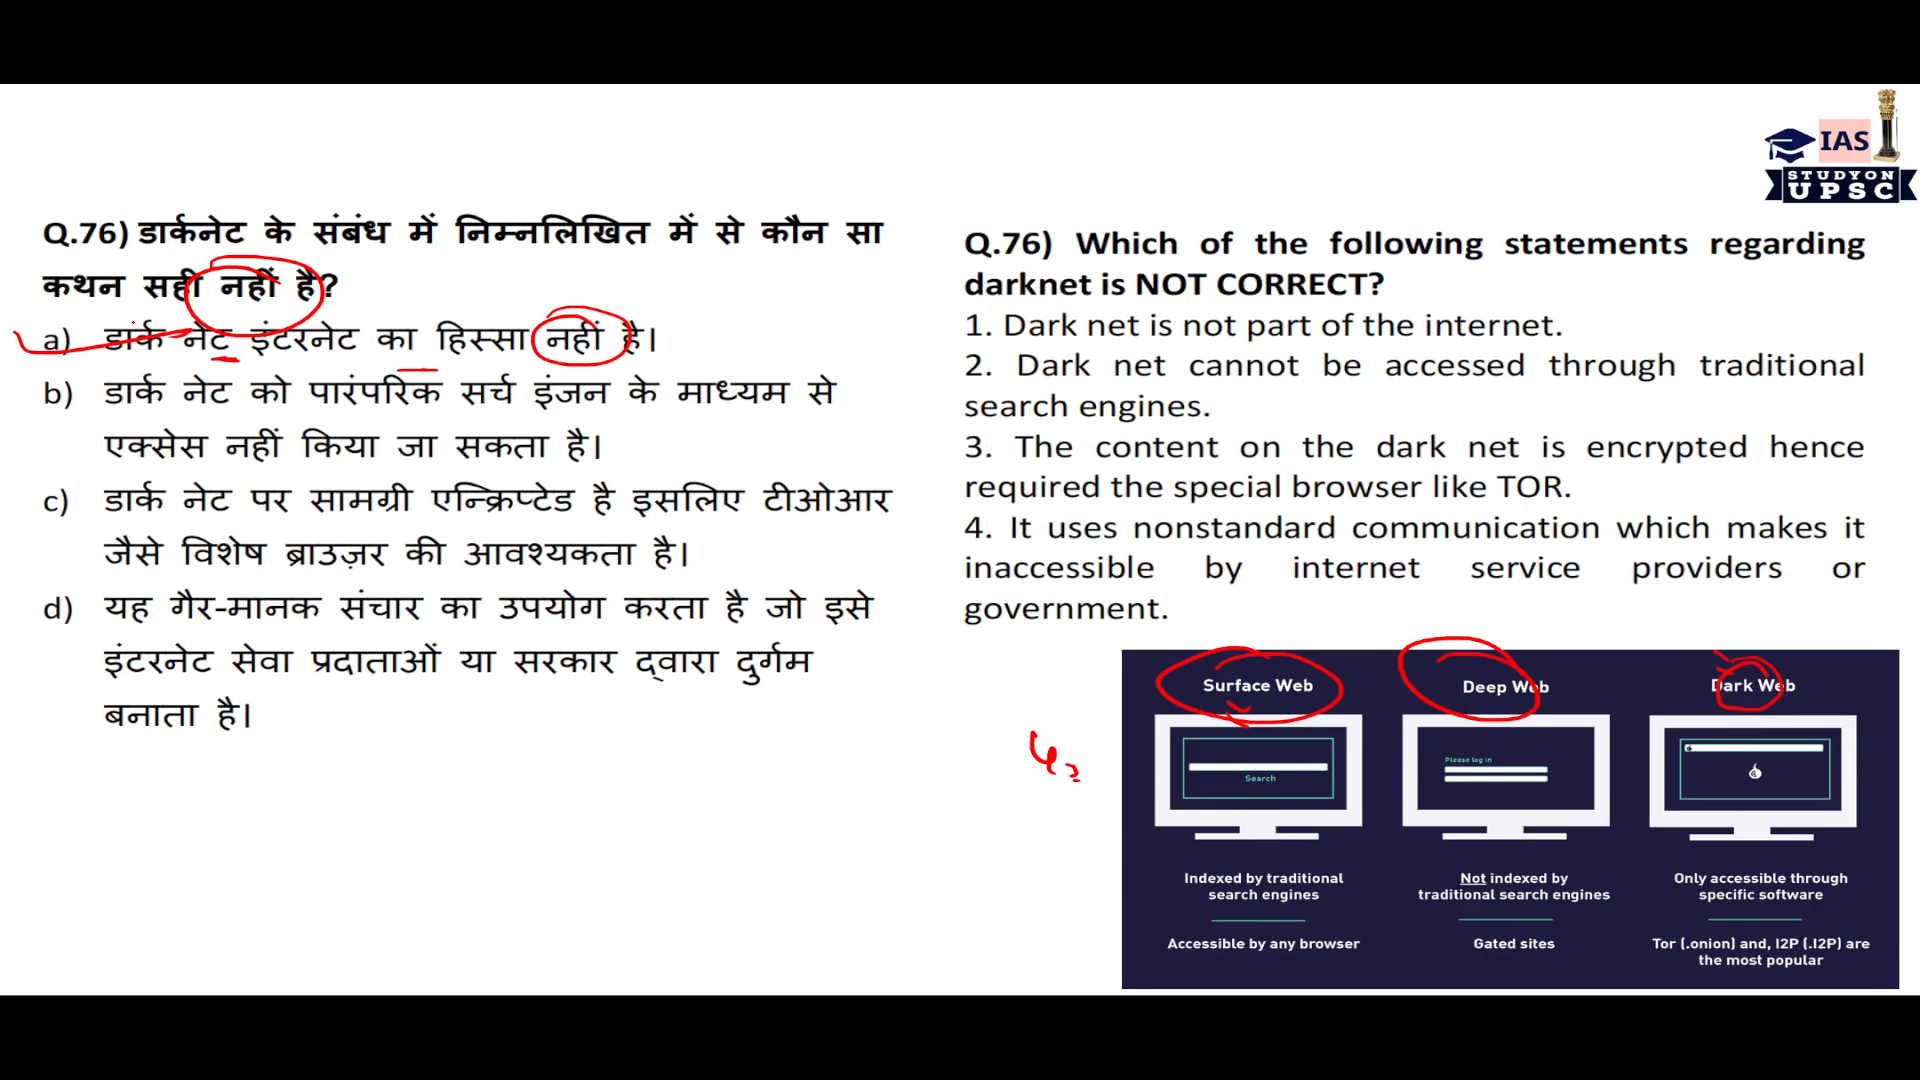 IAS
STUDYON
UPSC
Q.76) डार्कनेट के संबंध में निम्नलिखित में से कौन सा
कथन सही नहीं है?
a) डार्क नेट इंटरनेट का हिस्सा नहीं है।
b) डार्क नेट को पारंपरिक सर्च इंजन के माध्यम से
एक्सेस नहीं किया जा सकता है।
c) डार्क नेट पर सामग्री एन्क्रिप्टेड है इसलिए टीओआर
जैसे विशेष ब्राउज़र की आवश्यकता है।
d) यह गैर-मानक संचार का उपयोग करता है जो इसे
इंटरनेट सेवा प्रदाताओं या सरकार द्वारा दुर्गम
बनाता है।
Q.76) Which of the following statements regarding
darknet is NOT CORRECT?
1. Dark net is not part of the internet.
2. Dark net cannot be accessed through traditional
search engines.
3. The content on the dark net is encrypted hence
required the special browser like TOR.
4. It uses nonstandard communication which makes it
inaccessible by internet service providers or
government.
Surface Web
Search
Indexed by traditional
search engines
Accessible by any browser
Deep Web
Please log in
Not indexed by
traditional search engines
Gated sites
Dark Web
Only accessible through
specific software
Tor (.onion) and, I2P (.I2P) are
the most popular